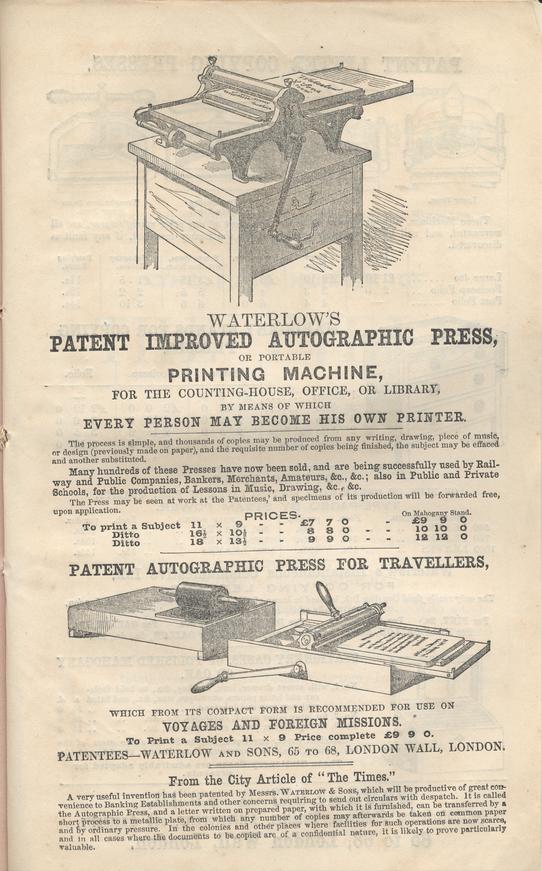 WATERLOW'S
PATENT IMPROVED AUTOGRAPHIC PRESS,
OR PORTABLE
PRINTING MACHINE,
FOR THE COUNTING-HOUSE, OFFICE, OR LIBRARY,
BY MEANS OF WHICH
EVERY PERSON MAY BECOME HIS OWN PRINTER.
The process is simple, and thousands of copies may be produced from any writing, drawing, piece of music,
or design (previously made on paper), and the requisite number of copies being finished, the subject may be effaced
and another substituted.
Many hundreds of these Presses have now been sold, and are being successfully used by Rail-
way and Public Companies, Bankers, Merchants, Amateurs, &c., &c.; also in Public and Private
Schools, for the production of Lessons in Music, Drawing, &c., &c.
The Press may be seen at work at the Patentees,' and specimens of its production will be forwarded free,
upon application.
PRICES. On Mahogany Stand.
To print a Subject 11 × 9 - - £7 7 0 - - £9 9 0
Ditto 16½ × 10½ - - 8 8 0 - - 10 10 0
Ditto 18 × 13½ - - 9 9 0 - - 12 12 0
PATENT AUTOGRAPHIC PRESS FOR TRAVELLERS,
WHICH FROM ITS COMPACT FORM IS RECOMMENDED FOR USE ON
VOYAGES AND FOREIGN MISSIONS.
To Print a Subject 11 × 9 Price complete £9 9 0.
PATENTEES—WATERLOW AND SONS, 65 TO 68, LONDON WALL, LONDON.
From the City Article of "The Times."
A very useful invention has been patented by Messrs. WATERLOW & SONS, which will be productive of great con-
venience to Banking Establishments and other concerns requiring to send out circulars with despatch. It is called
the Autographic Press, and a letter written on prepared paper, with which it is furnished, can be transferred by a
short process to a metallic plate, from which any number of copies may afterwards be taken on common paper
and by ordinary pressure. In the colonies and other places where facilities for such operations are now scarce,
and in all cases where the documents to be copied are of a confidential nature, it is likely to prove particularly
valuable.